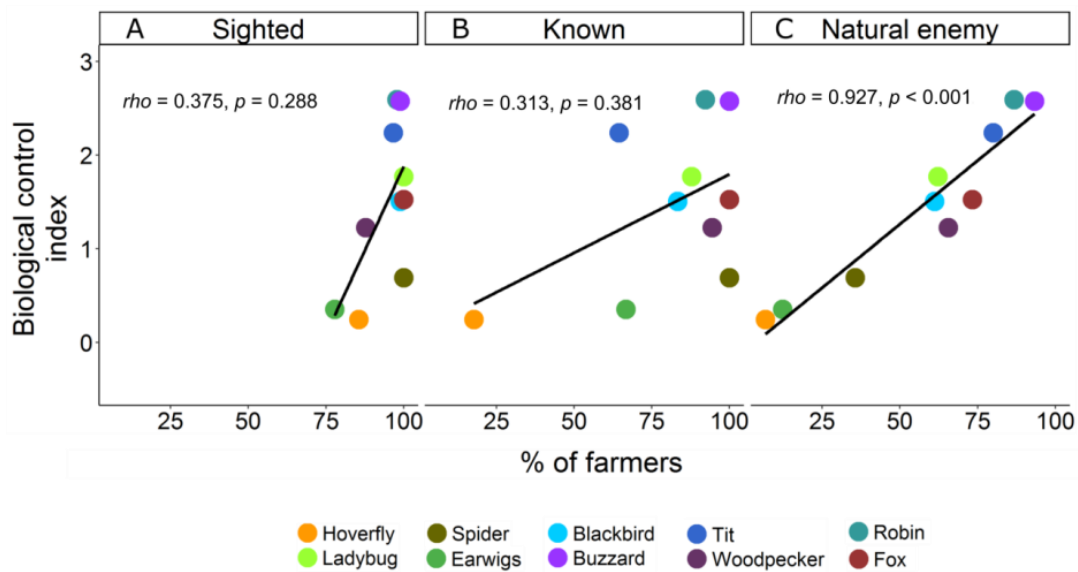 A Sighted
B Known
C Natural enemy
rho = 0.375, p = 0.288
rho = 0.313, p = 0.381
rho = 0.927, p < 0.001
Biological control
index
3
2
1
0
25 50 75 100
25 50 75 100
25 50 75 100
% of farmers
Hoverfly Spider Blackbird Tit Robin
Ladybug Earwigs Buzzard Woodpecker Fox